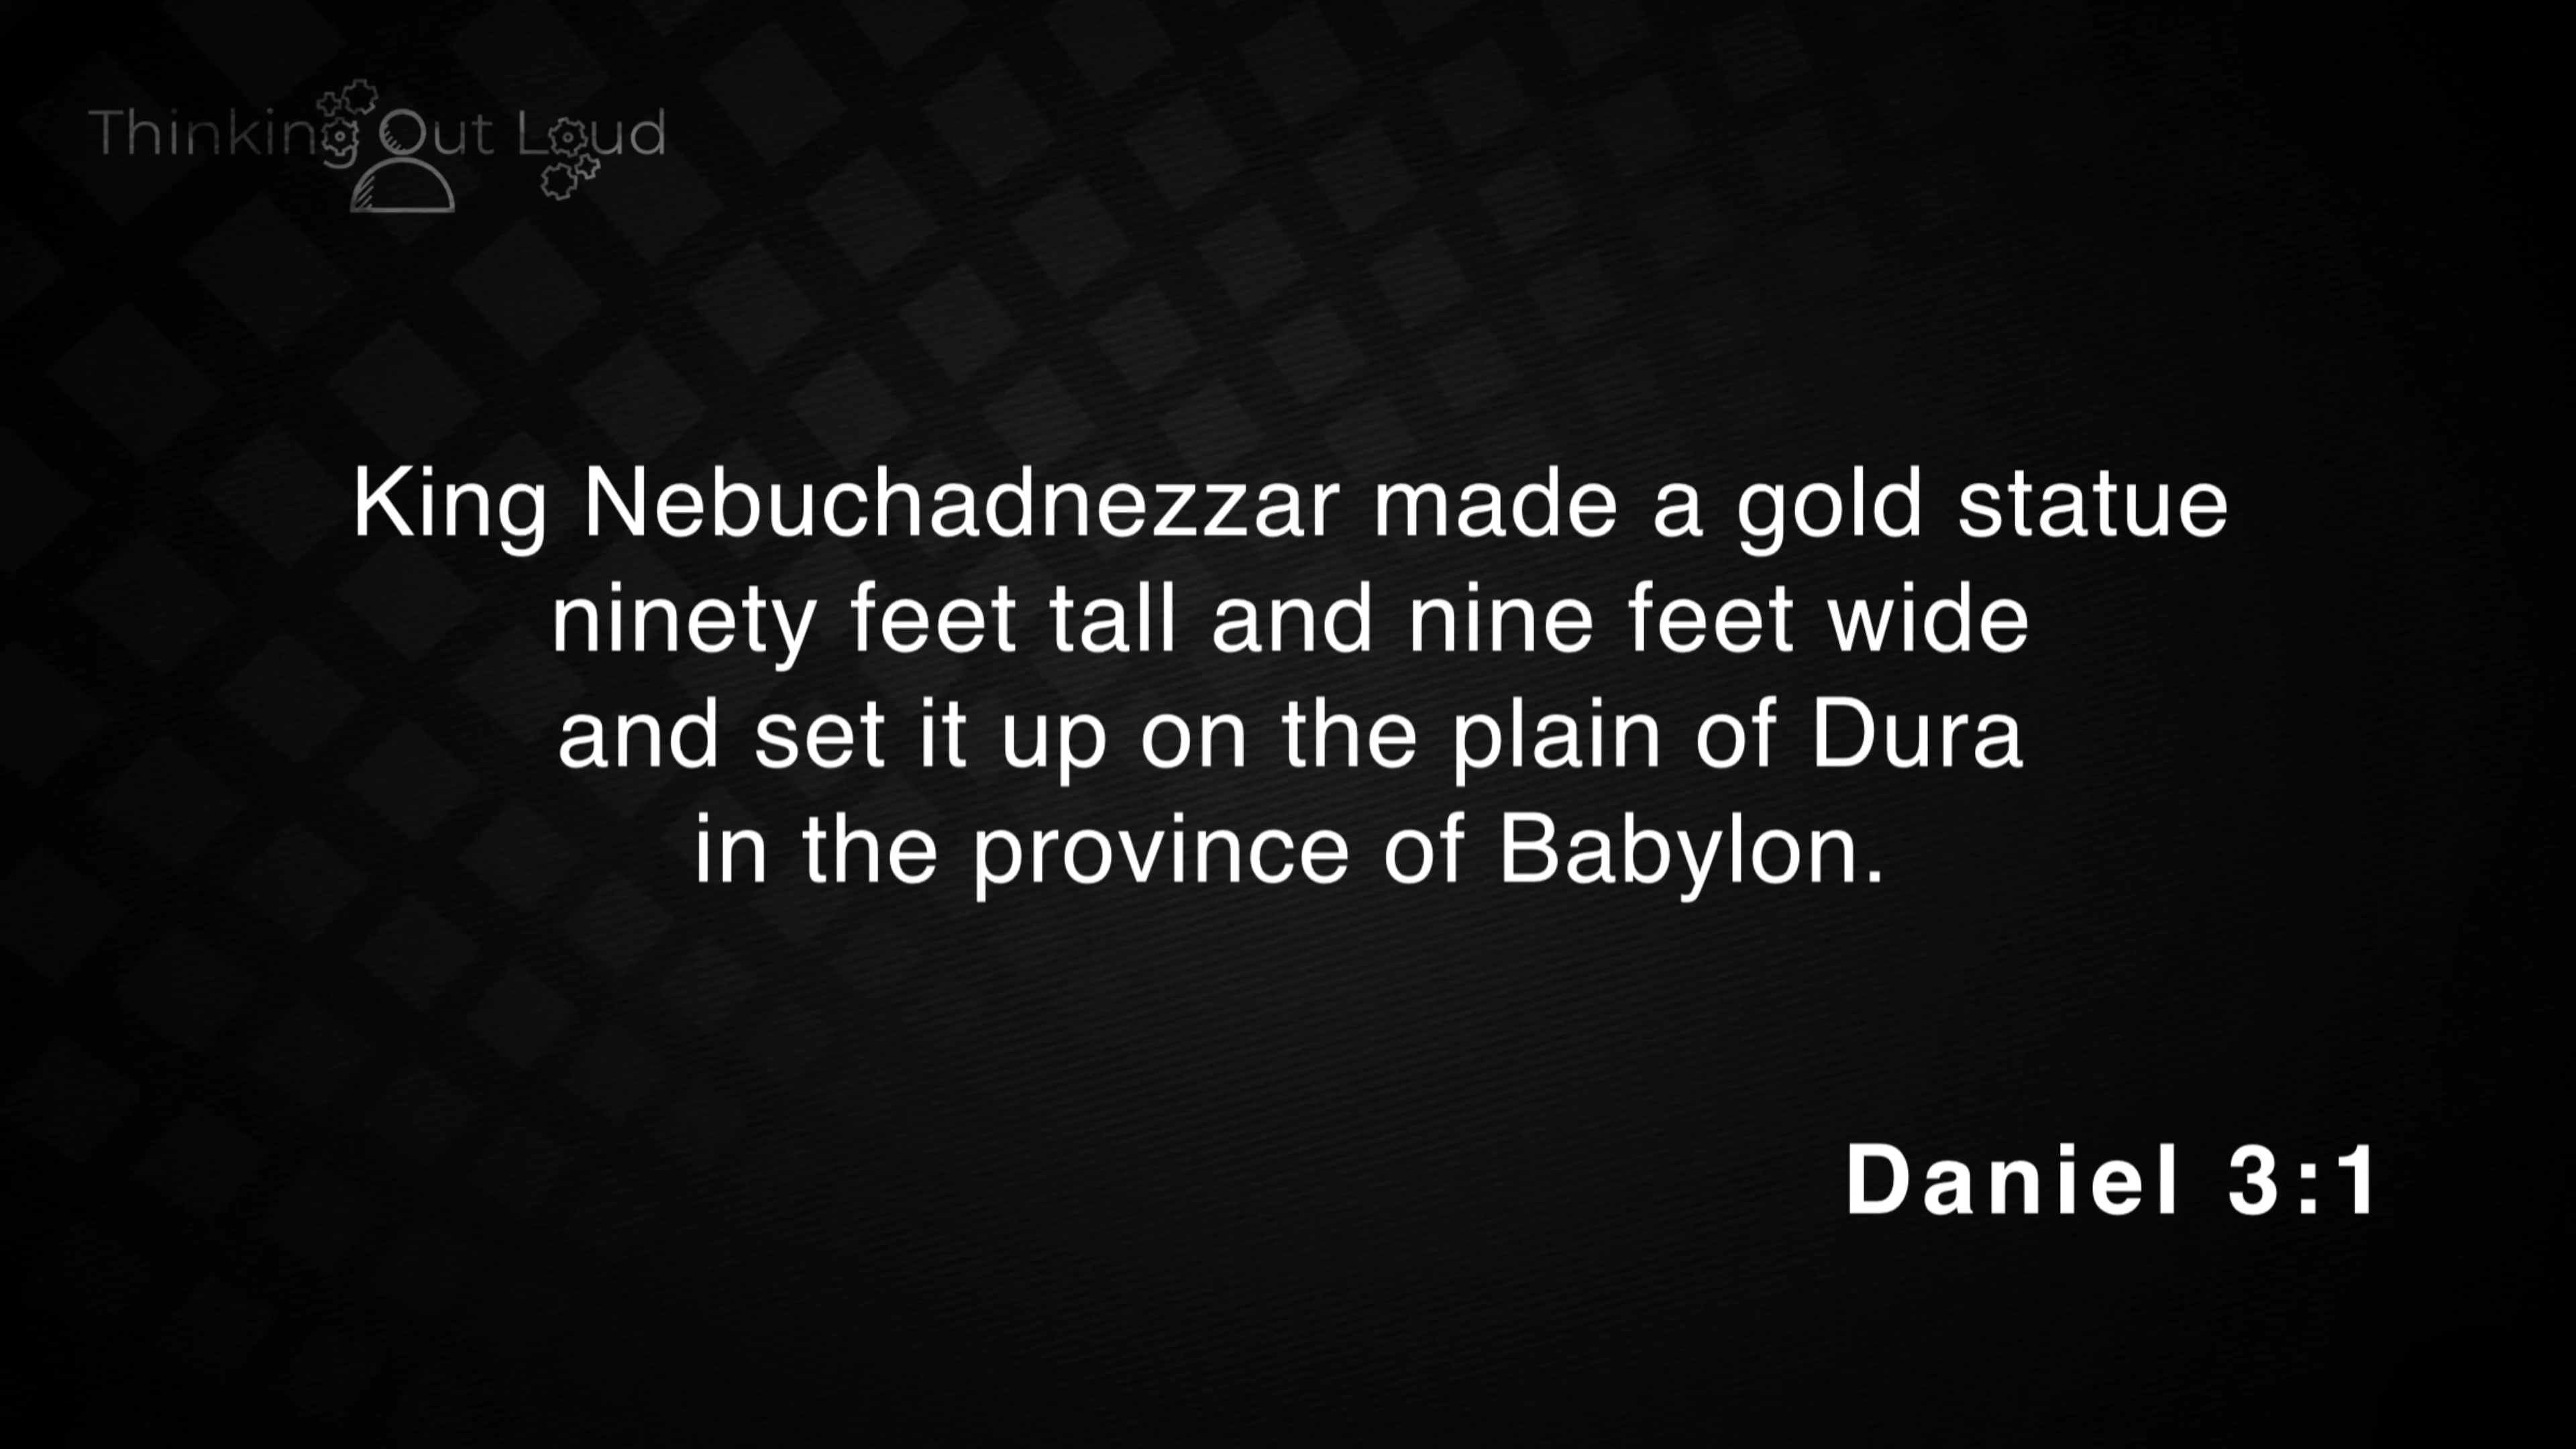 Thinking Out Loud
King Nebuchadnezzar made a gold statue
ninety feet tall and nine feet wide
and set it up on the plain of Dura
in the province of Babylon.
Daniel 3:1